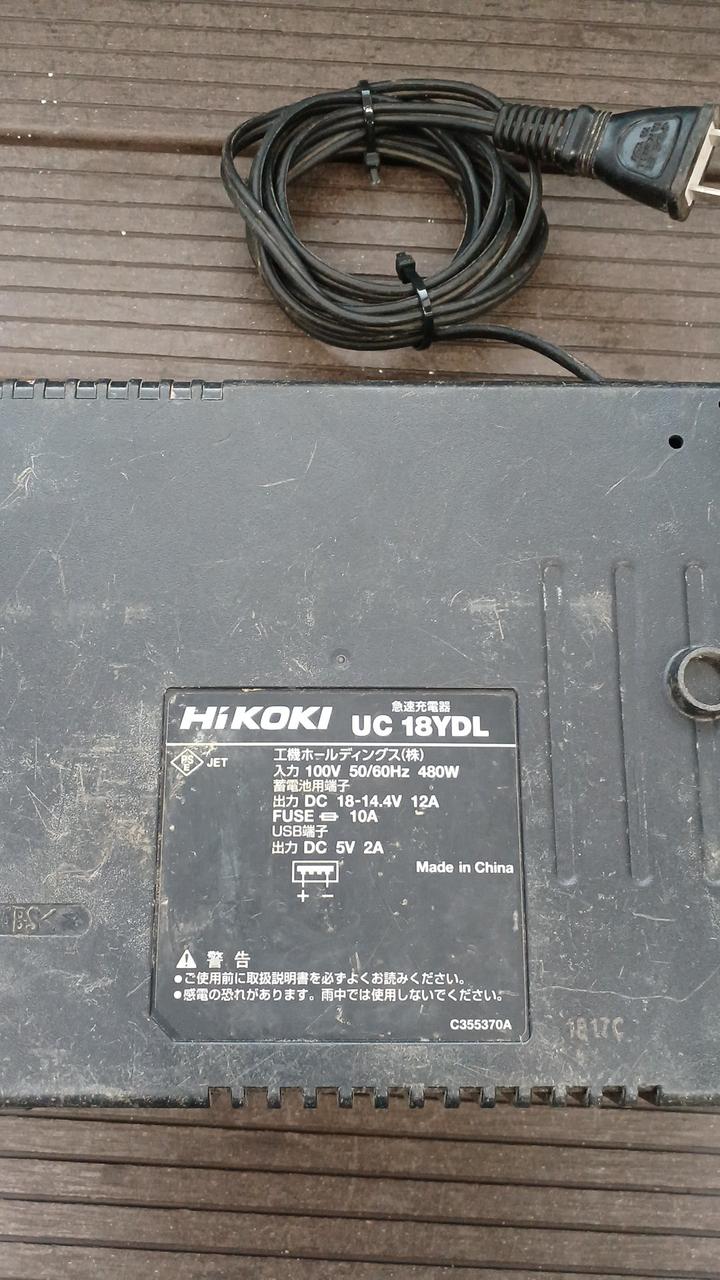 HiKOKI
急速充電器
UC 18YDL
PS
E
JET
工機ホールディングス(株)
入力 100V 50/60Hz 480W
蓄電池用端子
出力 DC 18-14.4V 12A
FUSE 10A
USB端子
出力 DC 5V 2A
+ −
Made in China
警告
●ご使用前に取扱説明書を必ずよくお読みください。
●感電の恐れがあります。雨中では使用しないでください。
C355370A
1817C